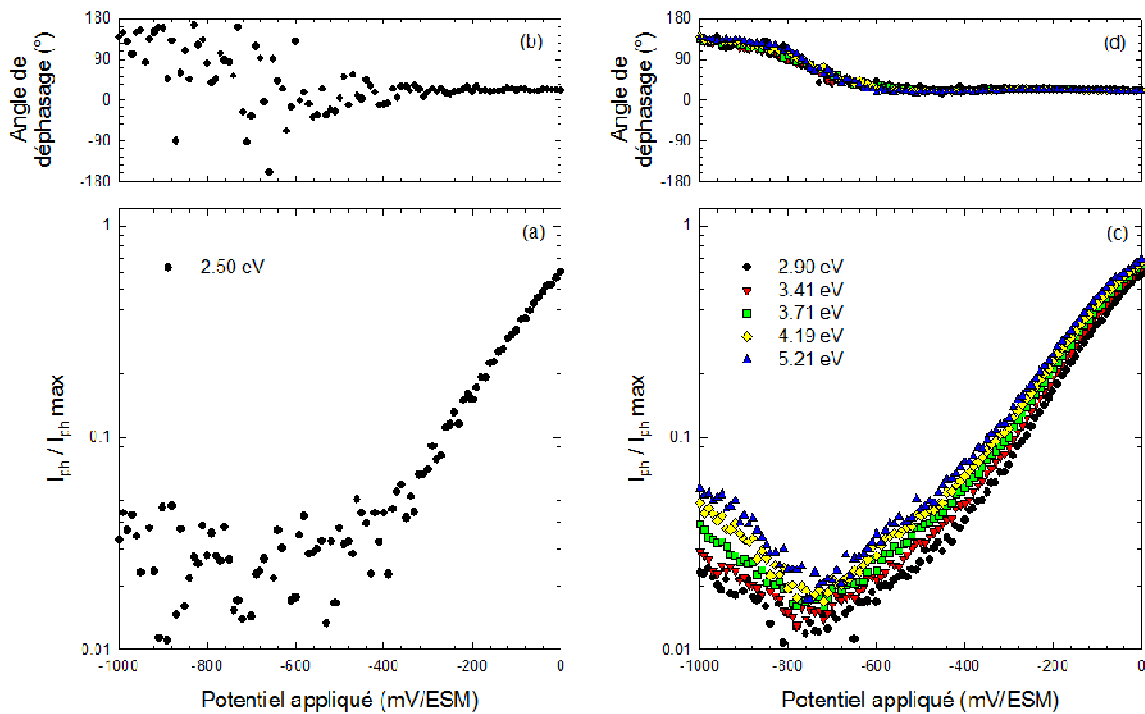 180
90
0
-90
-180
Angle de
déphasage (°)
(b)
180
90
0
-90
-180
Angle de
déphasage (°)
(d)
1
0.1
0.01
Iph / Iph max
(a)
2.50 eV
-1000
-800
-600
-400
-200
0
Potentiel appliqué (mV/ESM)
1
0.1
0.01
Iph / Iph max
(c)
2.90 eV
3.41 eV
3.71 eV
4.19 eV
5.21 eV
-1000
-800
-600
-400
-200
0
Potentiel appliqué (mV/ESM)